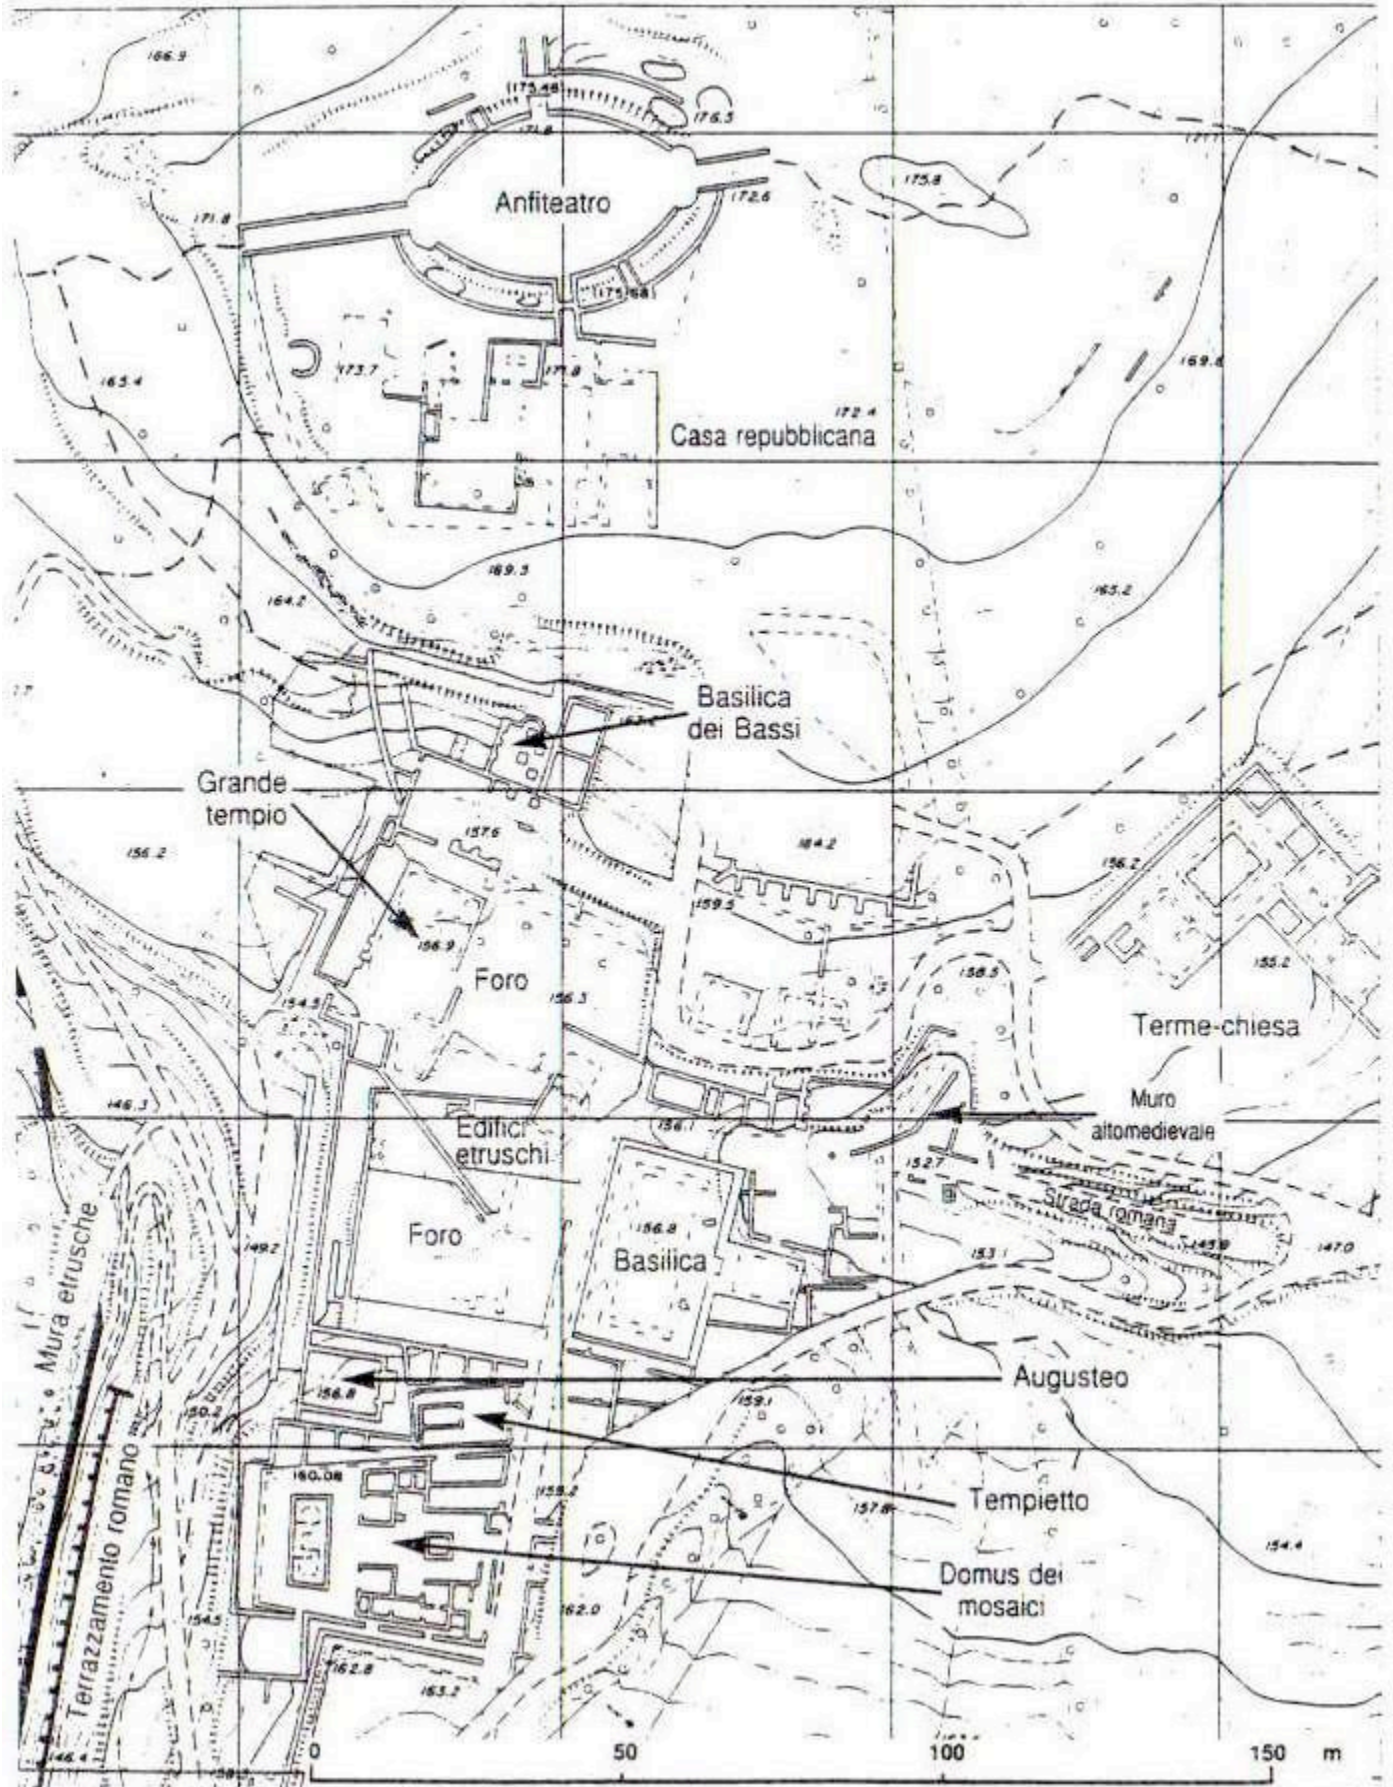 166.9
(175.48)
171.8
176.3
Anfiteatro
175.8
172.6
171.8
(175.68)
165.4
173.7
171.8
169.8
172.4
Casa repubblicana
169.3
164.2
165.2
Basilica
dei Bassi
Grande
tempio
157.6
156.2
164.2
156.2
159.5
156.9
Foro
156.3
158.5
155.2
154.5
Terme-chiesa
146.3
Muro
altomedievale
Edifici
etruschi
156.1
152.7
Strada romana
Mura etrusche
149.2
Foro
156.8
Basilica
153.1
145.8
147.0
156.8
Augusteo
150.2
159.1
Terrazzamento romano
160.08
155.2
Tempietto
157.8
154.4
Domus dei
mosaici
154.5
162.0
162.8
163.2
146.4
0 50 100 150 m